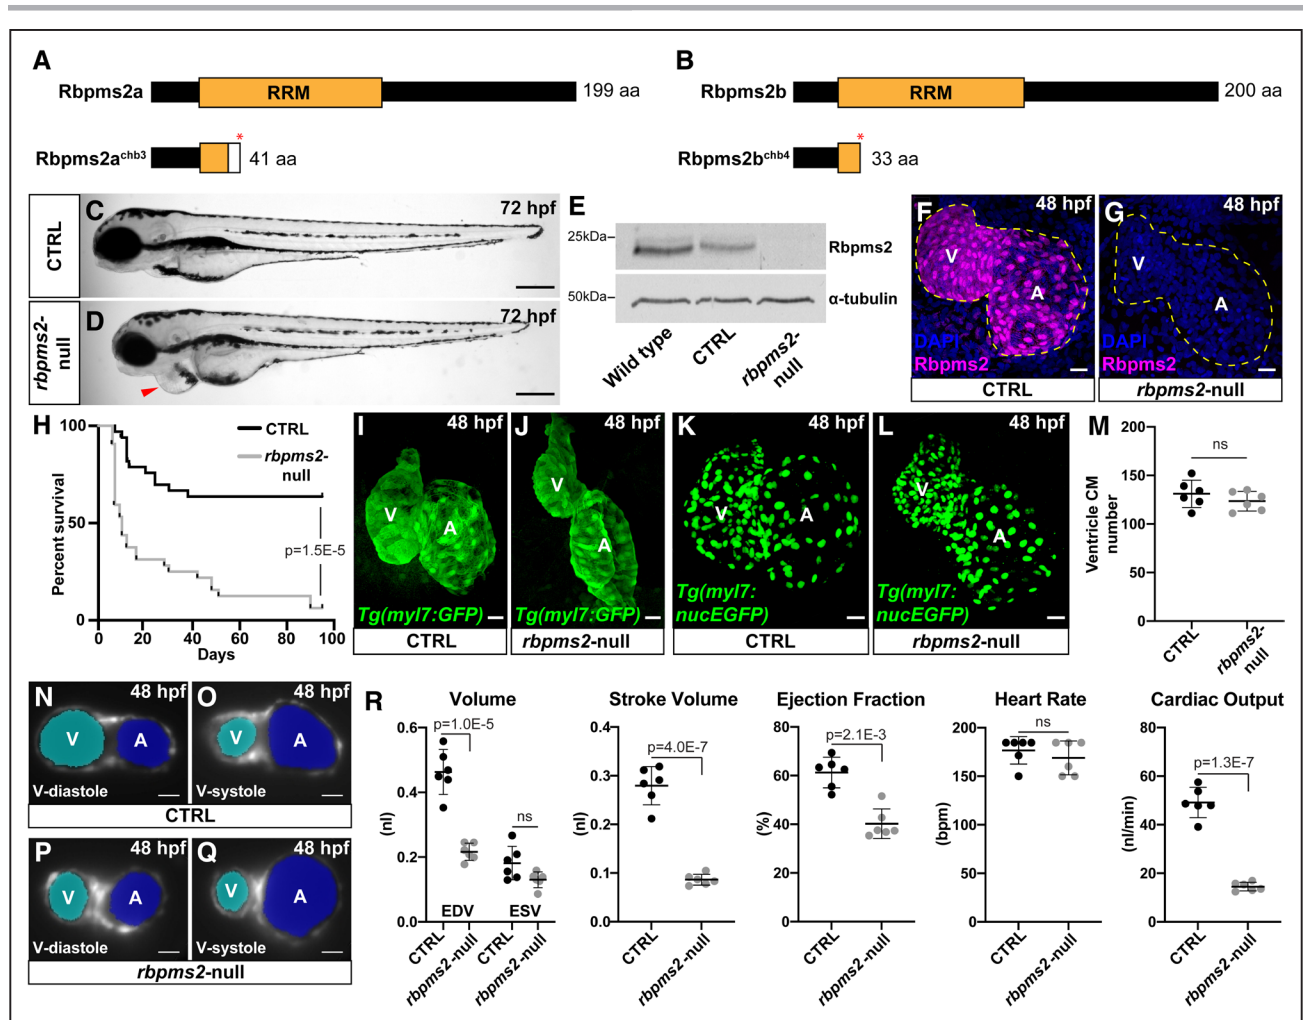 A
Rbpms2a
RRM
199 aa
Rbpms2achb3
*
41 aa
B
Rbpms2b
RRM
200 aa
Rbpms2bchb4
*
33 aa
C
CTRL
72 hpf
D
rbpms2-
null
72 hpf
E
25kDa
Rbpms2
50kDa
α-tubulin
Wild type
CTRL
rbpms2-
null
F
48 hpf
V
A
DAPI
Rbpms2
CTRL
G
48 hpf
V
A
DAPI
Rbpms2
rbpms2-null
H
Percent survival
100
50
0
0 20 40 60 80 100
Days
CTRL
rbpms2-
null
p=1.5E-5
I
48 hpf
V
A
Tg(myl7:GFP)
CTRL
J
48 hpf
V
A
Tg(myl7:GFP)
rbpms2-null
K
48 hpf
V
A
Tg(myl7:
nucEGFP)
CTRL
L
48 hpf
V
A
Tg(myl7:
nucEGFP)
rbpms2-null
M
Ventricle CM
number
200
150
100
50
0
ns
CTRL
rbpms2-
null
N
48 hpf
V
A
V-diastole
O
48 hpf
V
A
V-systole
CTRL
P
48 hpf
V
A
V-diastole
Q
48 hpf
V
A
V-systole
rbpms2-null
R
Volume
(nl)
0.6
0.4
0.2
0.0
p=1.0E-5
ns
EDV
ESV
CTRL
rbpms2-null
CTRL
rbpms2-null
Stroke Volume
(nl)
0.4
0.3
0.2
0.1
0.0
p=4.0E-7
CTRL
rbpms2-null
Ejection Fraction
(%)
80
60
40
20
0
p=2.1E-3
CTRL
rbpms2-null
Heart Rate
(bpm)
200
150
100
50
0
ns
CTRL
rbpms2-null
Cardiac Output
(nl/min)
80
60
40
20
0
p=1.3E-7
CTRL
rbpms2-null